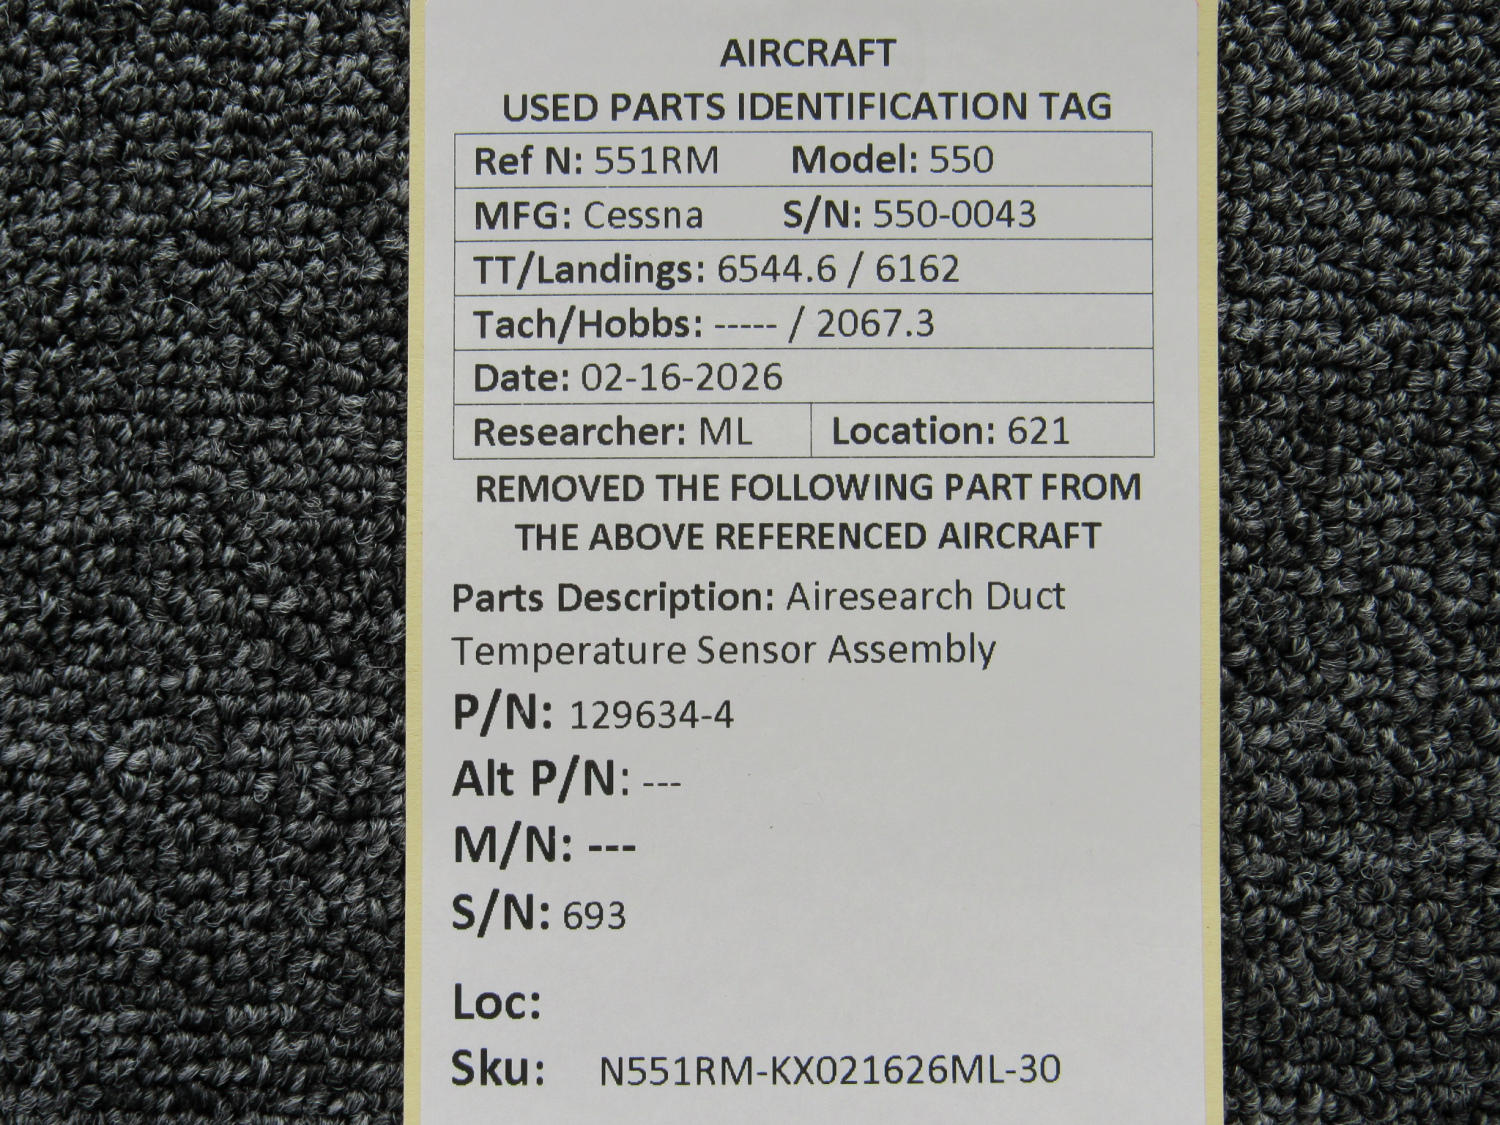 AIRCRAFT
USED PARTS IDENTIFICATION TAG
Ref N: 551RM Model: 550
MFG: Cessna S/N: 550-0043
TT/Landings: 6544.6 / 6162
Tach/Hobbs: ----- / 2067.3
Date: 02-16-2026
Researcher: ML Location: 621
REMOVED THE FOLLOWING PART FROM
THE ABOVE REFERENCED AIRCRAFT
Parts Description: Airesearch Duct
Temperature Sensor Assembly
P/N: 129634-4
Alt P/N: ---
M/N: ---
S/N: 693
Loc:
Sku: N551RM-KX021626ML-30